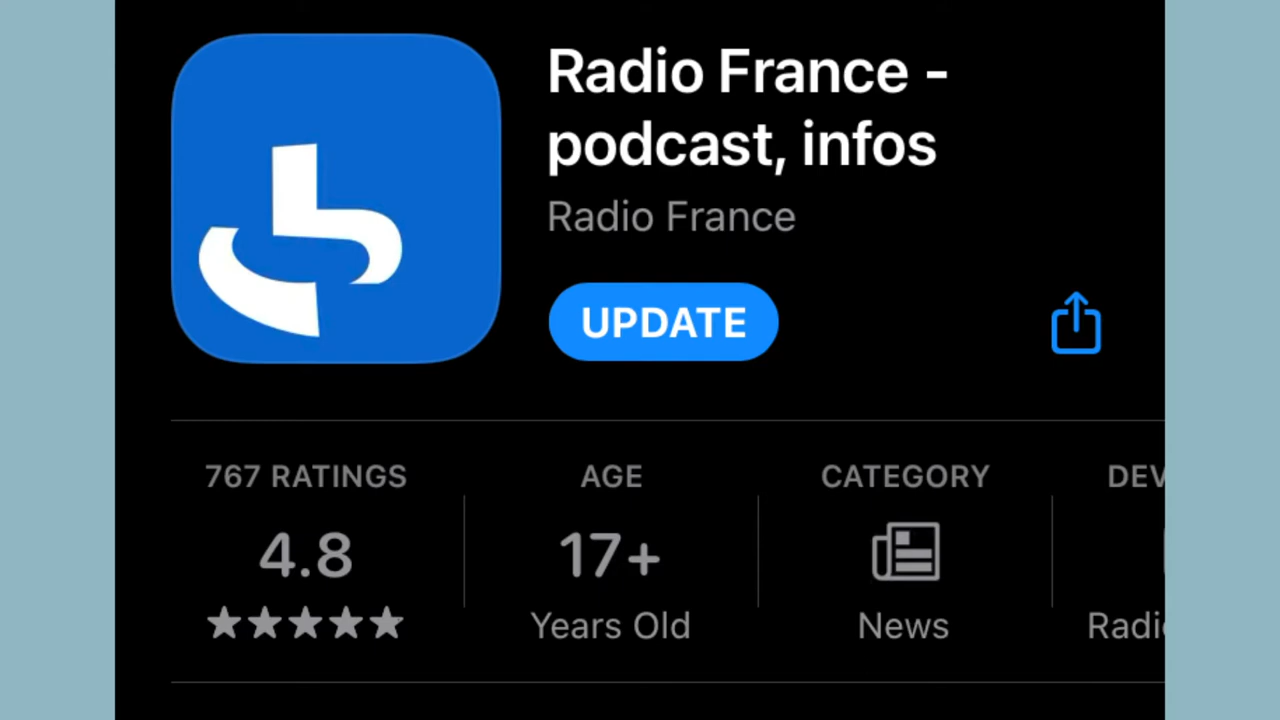 Radio France -
podcast, infos
Radio France
UPDATE
767 RATINGS
AGE
CATEGORY
4.8
17+
Years Old
News